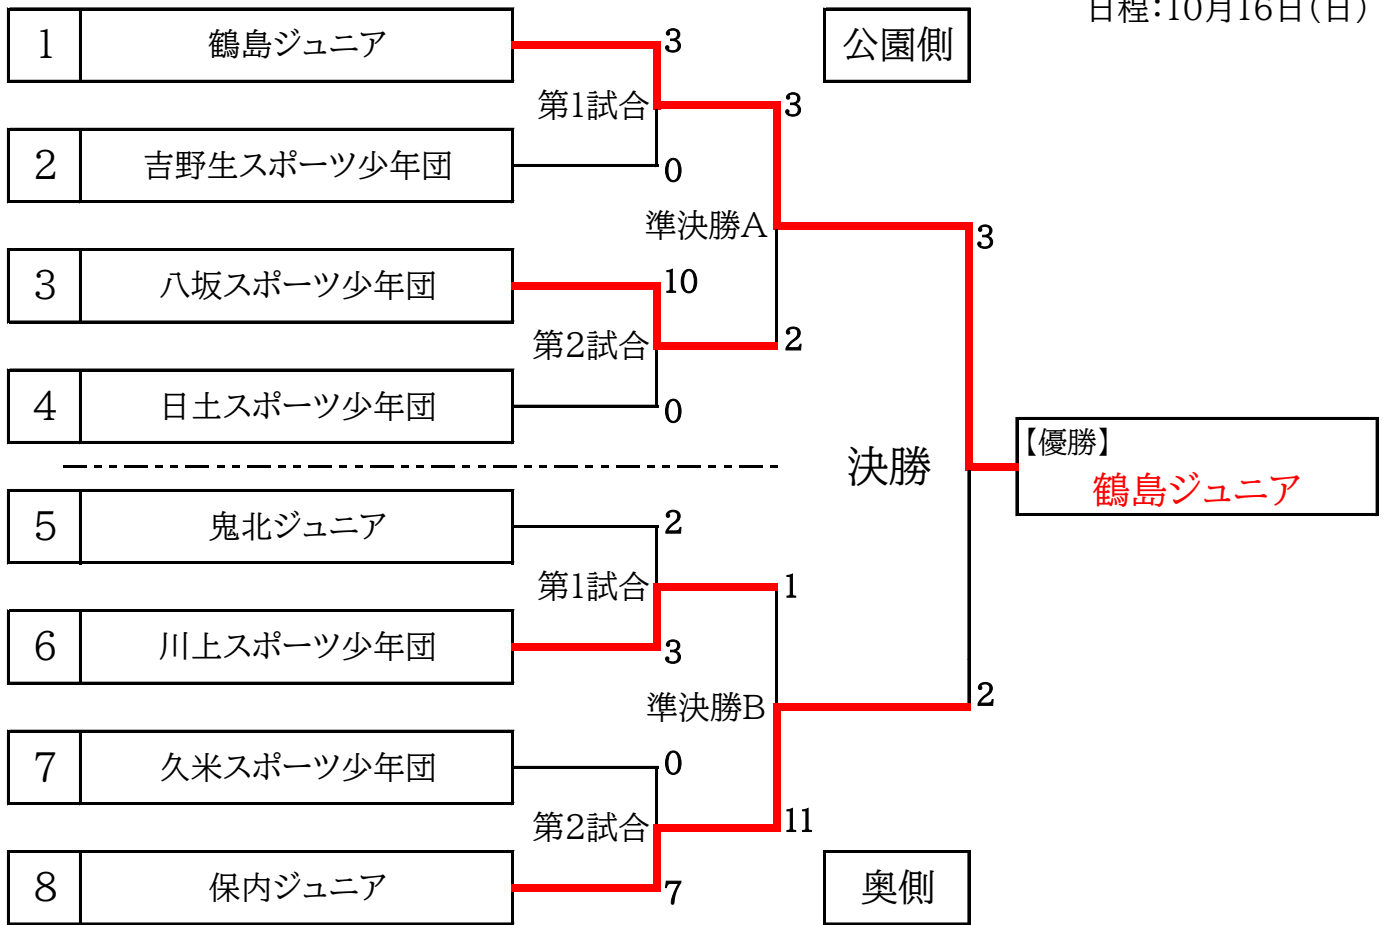 日程：10月16日（日）
1 鶴島ジュニア 3 公園側
第1試合 3
2 吉野生スポーツ少年団 0
準決勝A 3
3 八坂スポーツ少年団 10
第2試合 2
4 日土スポーツ少年団 0
【優勝】
決勝
鶴島ジュニア
5 鬼北ジュニア 2
第1試合 1
6 川上スポーツ少年団 3
準決勝B 2
7 久米スポーツ少年団 0
第2試合 11
8 保内ジュニア 7 奥側